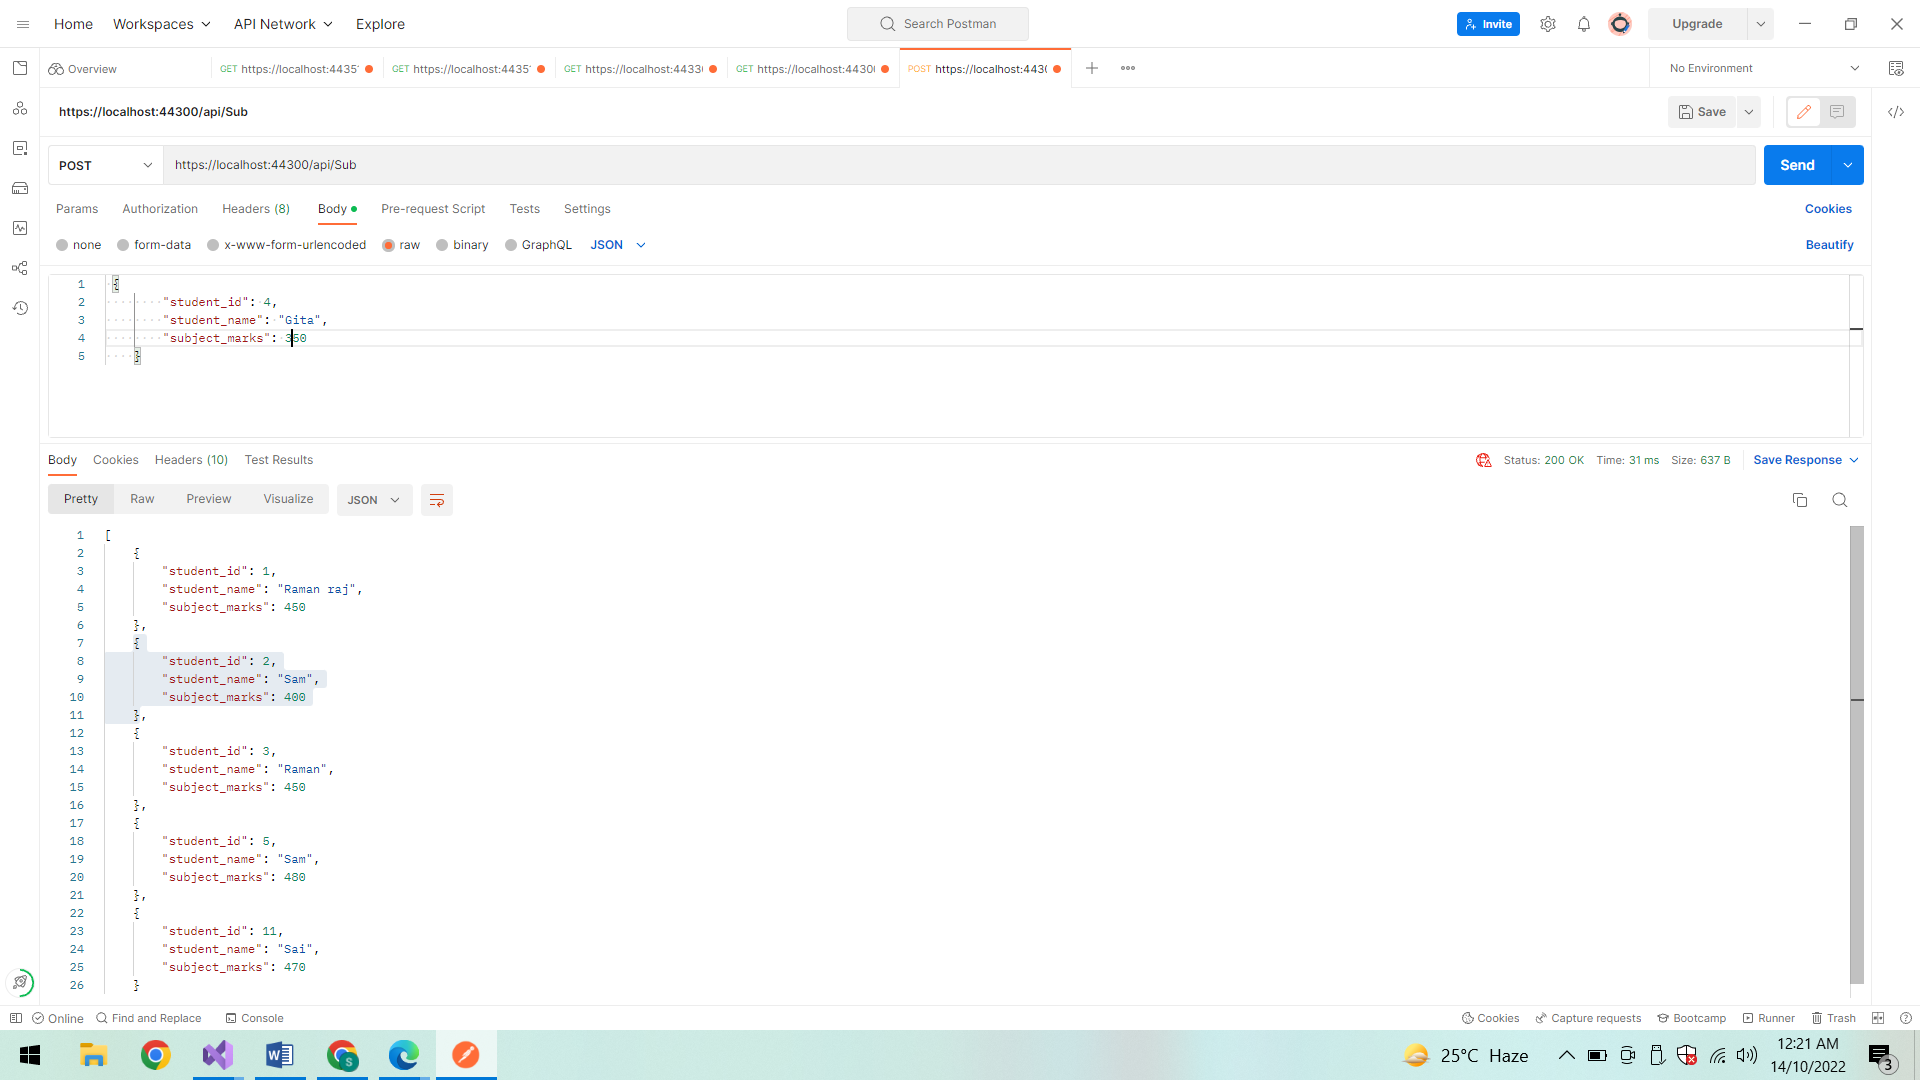 Home Workspaces API Network Explore Search Postman Invite Upgrade
Overview GET https://localhost:4435 GET https://localhost:4435 GET https://localhost:4433 GET https://localhost:4430 POST https://localhost:443 No Environment
https://localhost:44300/api/Sub Save
POST https://localhost:44300/api/Sub Send
Params Authorization Headers (8) Body Pre-request Script Tests Settings Cookies
none form-data x-www-form-urlencoded raw binary GraphQL JSON Beautify
1 {
2 "student_id": 4,
3 "student_name": "Gita",
4 "subject_marks": 350
5 }
Body Cookies Headers (10) Test Results Status: 200 OK Time: 31 ms Size: 637 B Save Response
Pretty Raw Preview Visualize JSON
1 [
2 {
3 "student_id": 1,
4 "student_name": "Raman raj",
5 "subject_marks": 450
6 },
7 {
8 "student_id": 2,
9 "student_name": "Sam",
10 "subject_marks": 400
11 },
12 {
13 "student_id": 3,
14 "student_name": "Raman",
15 "subject_marks": 450
16 },
17 {
18 "student_id": 5,
19 "student_name": "Sam",
20 "subject_marks": 480
21 },
22 {
23 "student_id": 11,
24 "student_name": "Sai",
25 "subject_marks": 470
26 }
Online Find and Replace Console Cookies Capture requests Bootcamp Runner Trash
25°C Haze 12:21 AM
14/10/2022 3